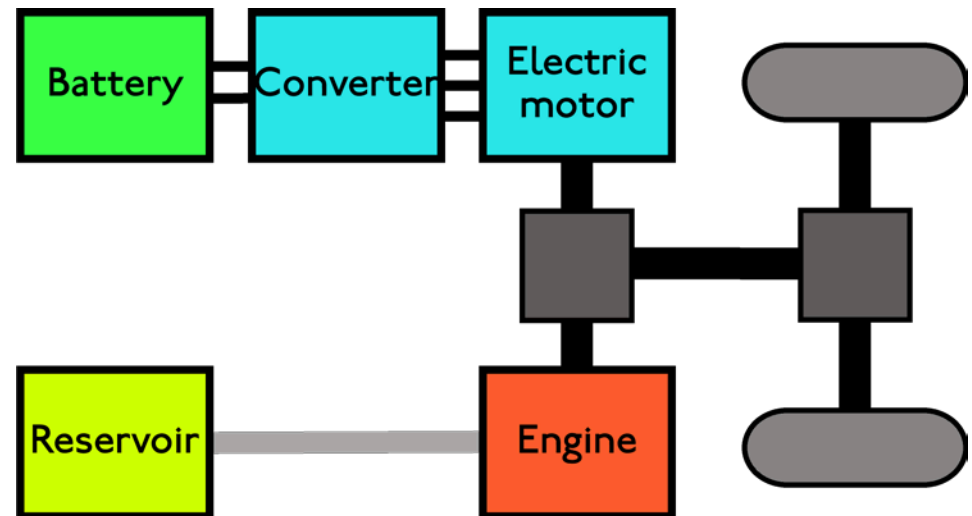 Battery
Converter
Electric
motor
Reservoir
Engine